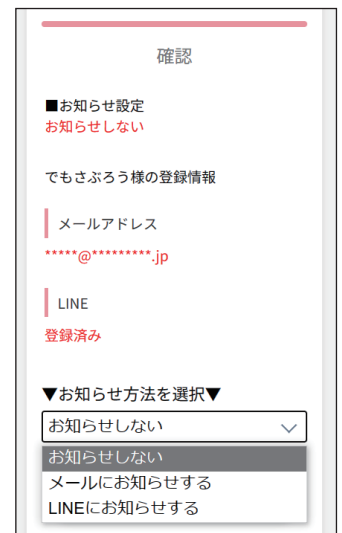 確認
■お知らせ設定
お知らせしない
でもさぶろう様の登録情報
メールアドレス
*****@*********.jp
LINE
登録済み
▼お知らせ方法を選択▼
お知らせしない
お知らせしない
メールにお知らせする
LINEにお知らせする